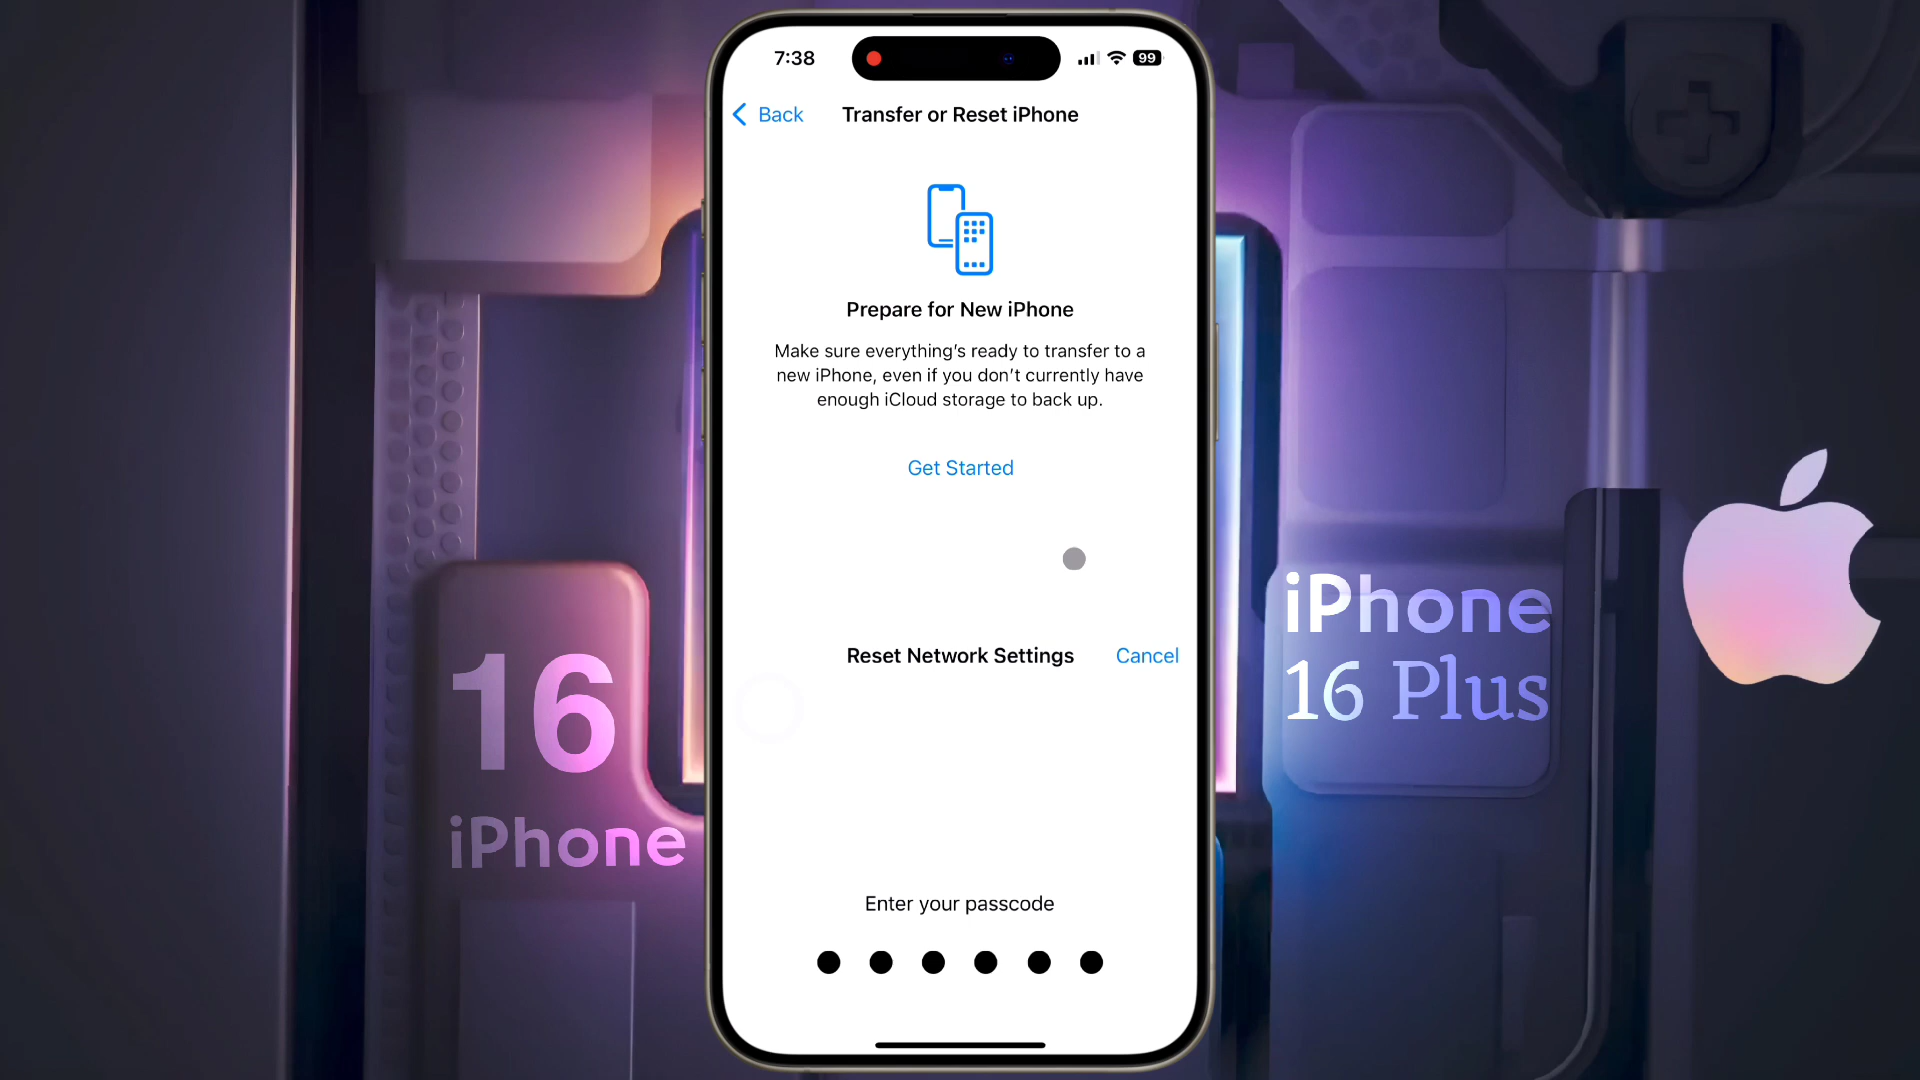 7:38
99
Back
Transfer or Reset iPhone
Prepare for New iPhone
Make sure everything's ready to transfer to a
new iPhone, even if you don't currently have
enough iCloud storage to back up.
Get Started
Reset Network Settings
Cancel
Enter your passcode
16
iPhone
iPhone
16 Plus